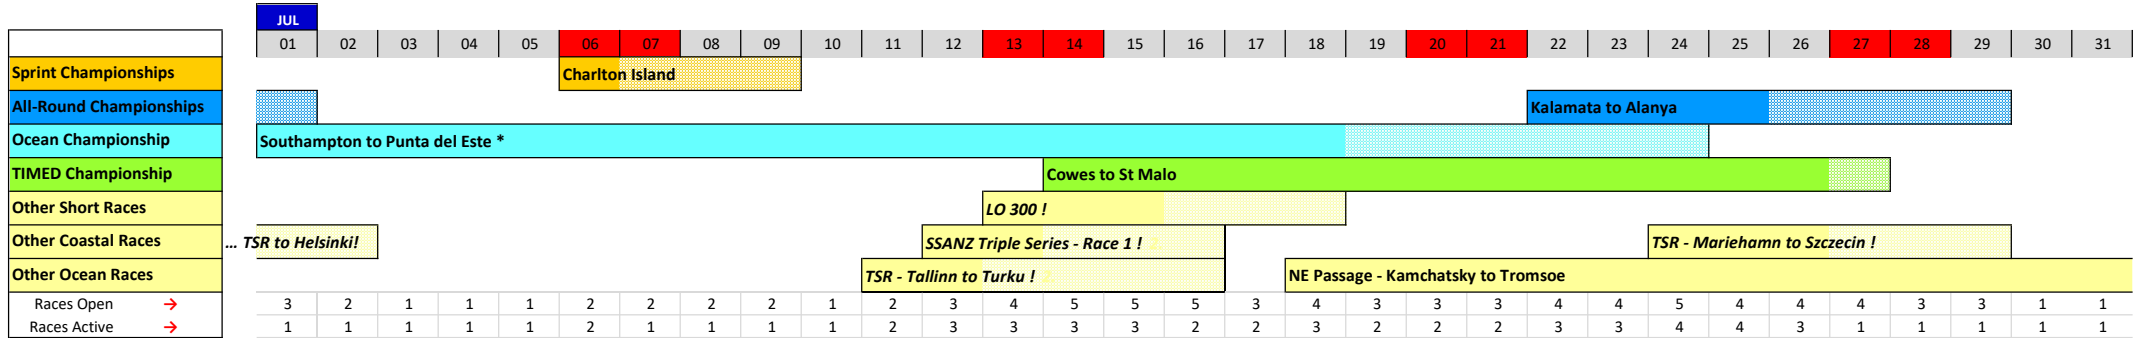 JUL
01 02 03 04 05 06 07 08 09 10 11 12 13 14 15 16 17 18 19 20 21 22 23 24 25 26 27 28 29 30 31
Sprint Championships Charlton Island
All-Round Championships Kalamata to Alanya
Ocean Championship Southampton to Punta del Este *
TIMED Championship Cowes to St Malo
Other Short Races LO 300 !
Other Coastal Races ... TSR to Helsinki! SSANZ Triple Series - Race 1 ! TSR - Mariehamn to Szczecin !
Other Ocean Races TSR - Tallinn to Turku ! NE Passage - Kamchatsky to Tromsoe
Races Open → 3 2 1 1 1 2 2 2 2 1 2 3 4 5 5 5 3 4 3 3 3 4 4 5 4 4 4 3 3 1 1
Races Active → 1 1 1 1 1 2 1 1 1 1 2 3 3 3 3 2 2 3 2 2 2 3 3 4 4 3 1 1 1 1 1